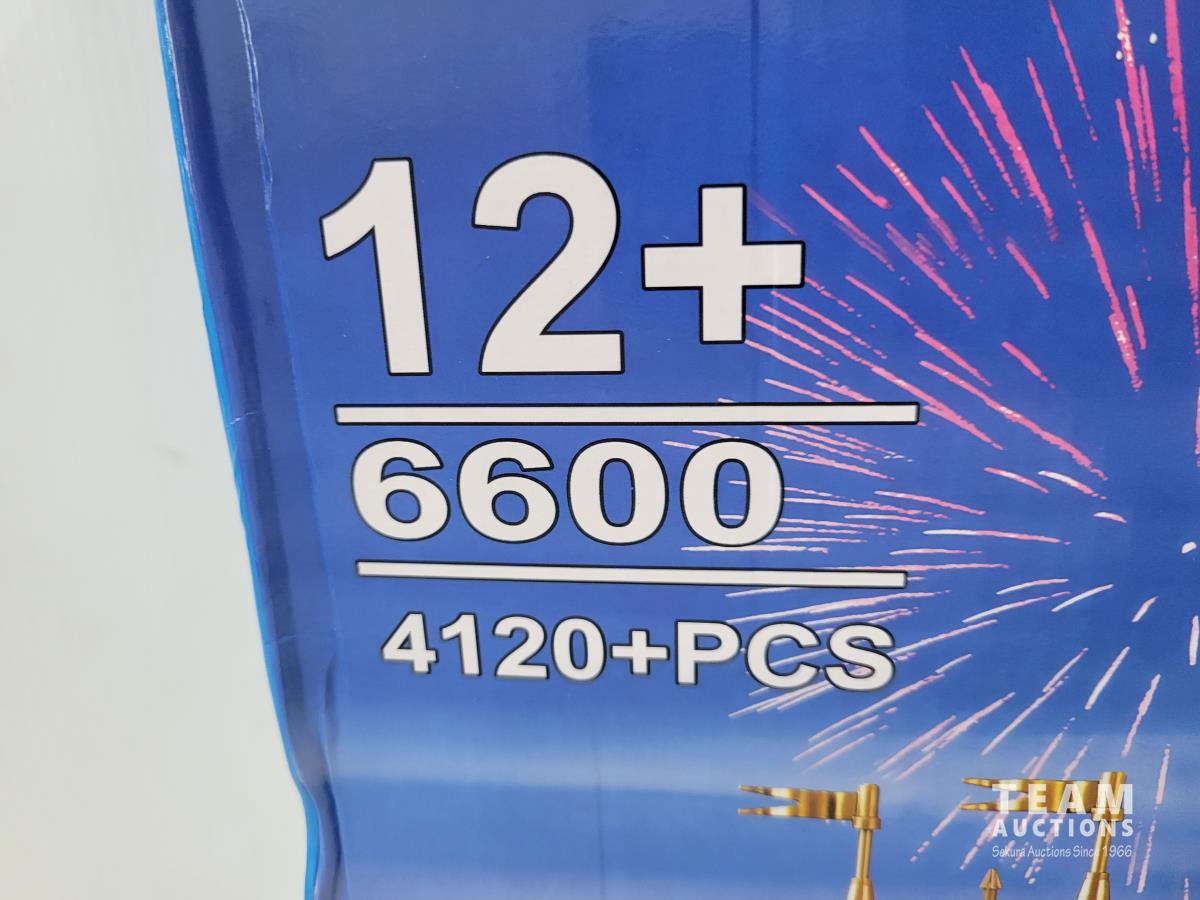 12+
6600
4120+PCS
TEAM
AUCTIONS
Sakura Auctions Since 1966